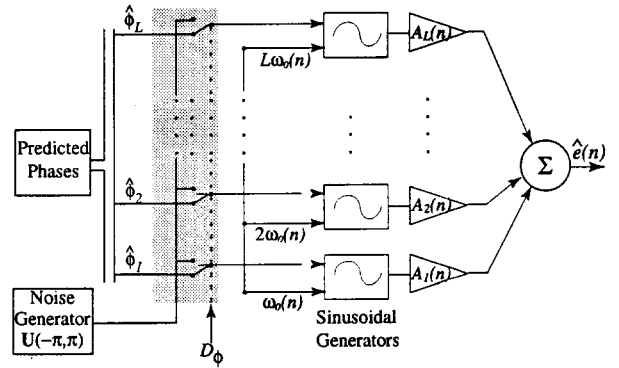 φ̂_L
Lω_o(n)
A_L(n)
Predicted
Phases
φ̂_2
2ω_o(n)
A_2(n)
Σ
ê(n)
φ̂_1
ω_o(n)
A_1(n)
Noise
Generator
U(−π,π)
D_ϕ
Sinusoidal
Generators